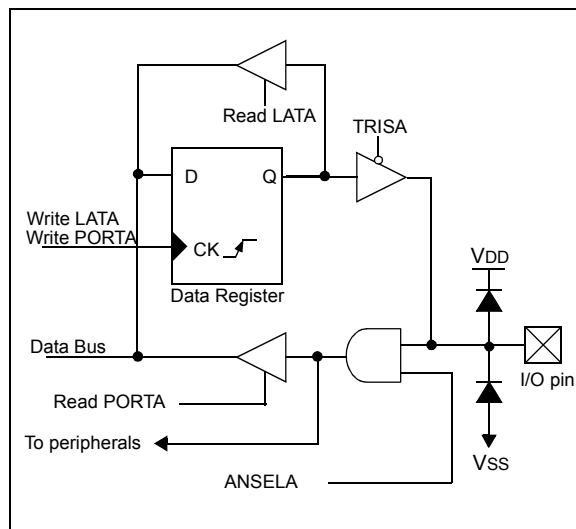 Read LATA
TRISA
D
Q
Write LATA
Write PORTA
CK
Data Register
VDD
Data Bus
I/O pin
Read PORTA
To peripherals
VSS
ANSELA